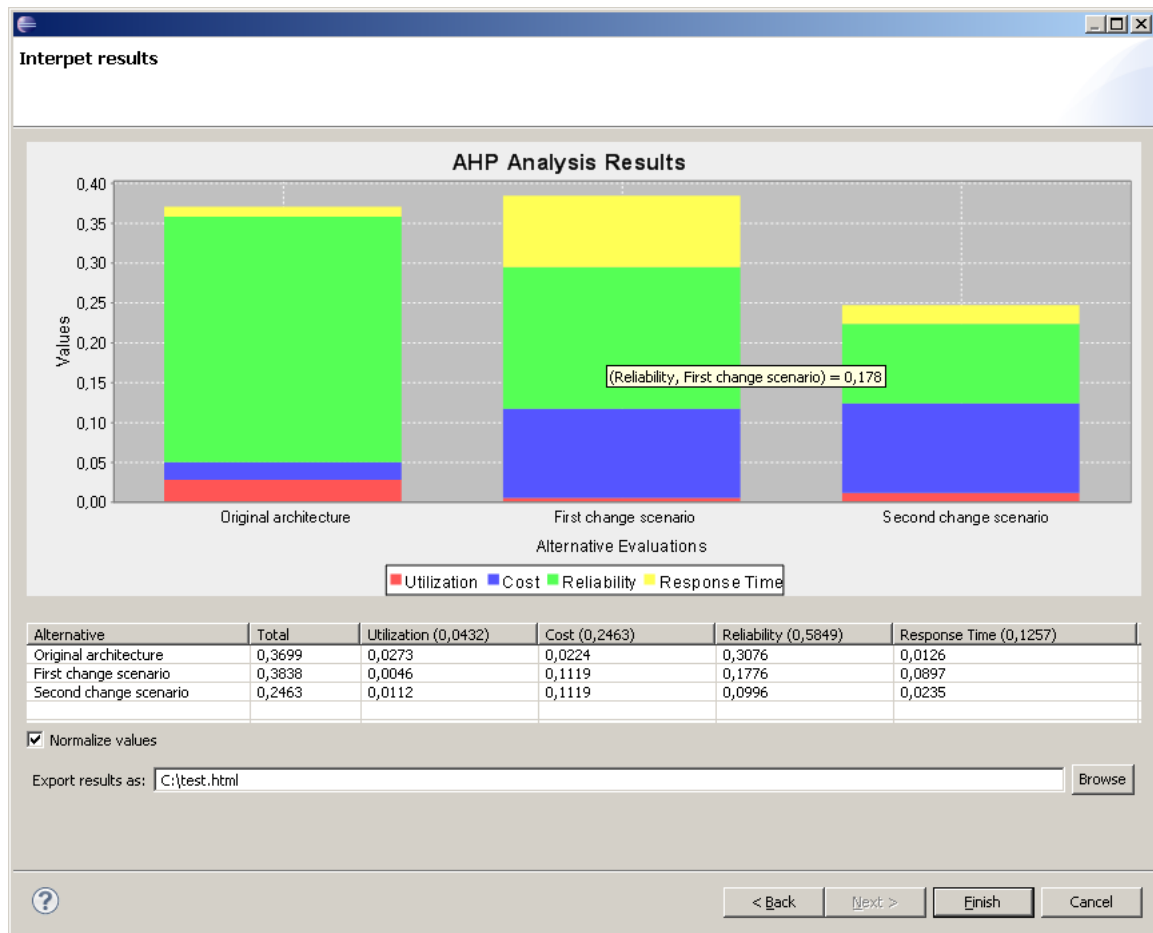 Interpet results
AHP Analysis Results
Values
0,40
0,35
0,30
0,25
0,20
0,15
0,10
0,05
0,00
(Reliability, First change scenario) = 0,178
Original architecture First change scenario Second change scenario
Alternative Evaluations
Utilization Cost Reliability Response Time
Alternative Total Utilization (0,0432) Cost (0,2463) Reliability (0,5849) Response Time (0,1257)
Original architecture 0,3699 0,0273 0,0224 0,3076 0,0126
First change scenario 0,3838 0,0046 0,1119 0,1776 0,0897
Second change scenario 0,2463 0,0112 0,1119 0,0996 0,0235
Normalize values
Export results as: C:\test.html Browse
? < Back Next > Finish Cancel